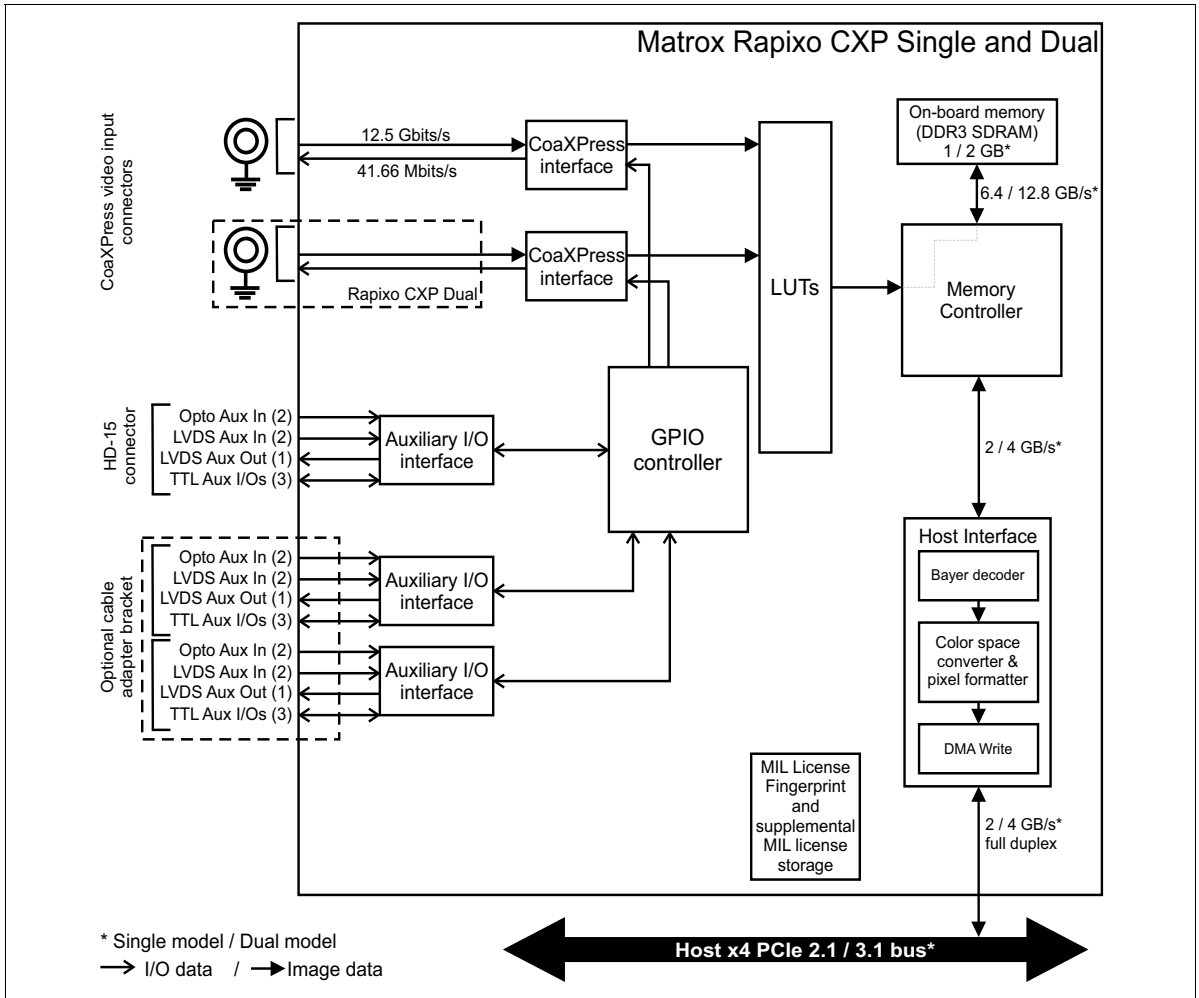 Matrox Rapixo CXP Single and Dual
CoaXPress video input
connectors
12.5 Gbits/s
41.66 Mbits/s
CoaXPress
interface
Rapixo CXP Dual
CoaXPress
interface
LUTs
On-board memory
(DDR3 SDRAM)
1 / 2 GB*
6.4 / 12.8 GB/s*
Memory
Controller
2 / 4 GB/s*
HD-15
connector
Opto Aux In (2)
LVDS Aux In (2)
LVDS Aux Out (1)
TTL Aux I/Os (3)
Auxiliary I/O
interface
GPIO
controller
Optional cable
adapter bracket
Opto Aux In (2)
LVDS Aux In (2)
LVDS Aux Out (1)
TTL Aux I/Os (3)
Auxiliary I/O
interface
Opto Aux In (2)
LVDS Aux In (2)
LVDS Aux Out (1)
TTL Aux I/Os (3)
Auxiliary I/O
interface
Host Interface
Bayer decoder
Color space
converter &
pixel formatter
DMA Write
MIL License
Fingerprint
and
supplemental
MIL license
storage
2 / 4 GB/s*
full duplex
Host x4 PCIe 2.1 / 3.1 bus*
* Single model / Dual model
I/O data / Image data